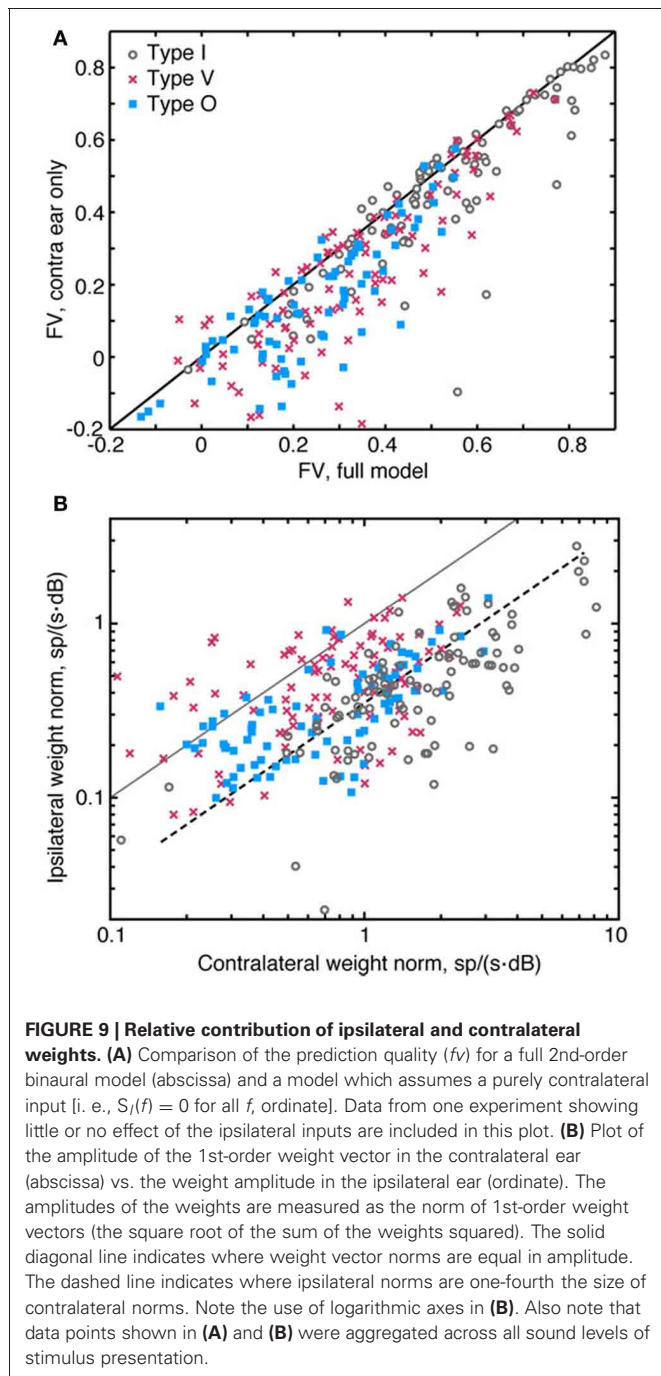 A
Type I
Type V
Type O
0.8
0.6
0.4
0.2
0
-0.2
FV, contra ear only
-0.2
0
0.2
0.4
0.6
0.8
FV, full model
B
1
0.1
Ipsilateral weight norm, sp/(s·dB)
0.1
1
10
Contralateral weight norm, sp/(s·dB)
FIGURE 9 | Relative contribution of ipsilateral and contralateral
weights. (A) Comparison of the prediction quality (fv) for a full 2nd-order
binaural model (abscissa) and a model which assumes a purely contralateral
input [i. e., SI(f) = 0 for all f, ordinate]. Data from one experiment showing
little or no effect of the ipsilateral inputs are included in this plot. (B) Plot of
the amplitude of the 1st-order weight vector in the contralateral ear
(abscissa) vs. the weight amplitude in the ipsilateral ear (ordinate). The
amplitudes of the weights are measured as the norm of 1st-order weight
vectors (the square root of the sum of the weights squared). The solid
diagonal line indicates where weight vector norms are equal in amplitude.
The dashed line indicates where ipsilateral norms are one-fourth the size of
contralateral norms. Note the use of logarithmic axes in (B). Also note that
data points shown in (A) and (B) were aggregated across all sound levels of
stimulus presentation.